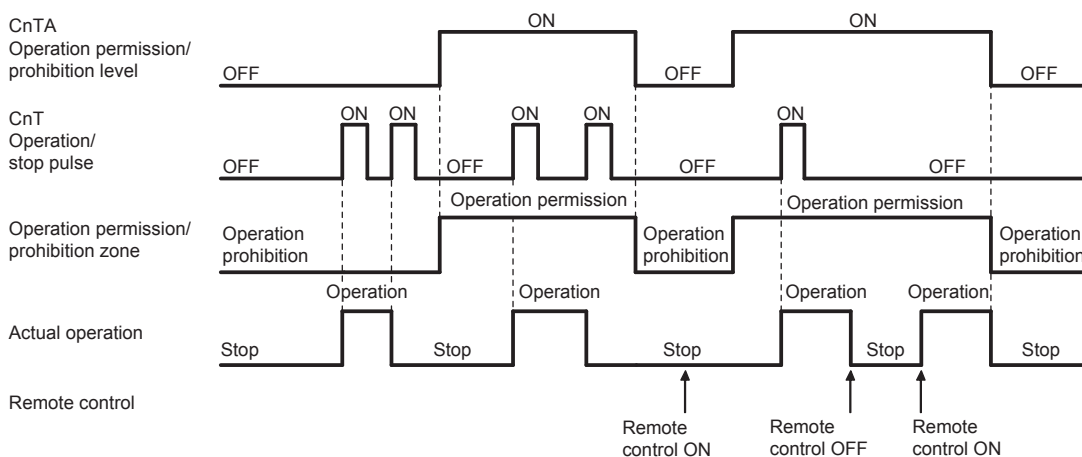 CnTA
Operation permission/
prohibition level
OFF
ON
OFF
ON
OFF
CnT
Operation/
stop pulse
OFF
ON
ON
OFF
ON
ON
OFF
OFF
ON
OFF
Operation permission/
prohibition zone
Operation
prohibition
Operation permission
Operation
prohibition
Operation permission
Operation
prohibition
Actual operation
Stop
Operation
Stop
Operation
Stop
Operation
Stop
Operation
Stop
Remote control
Remote
control ON
Remote
control OFF
Remote
control ON